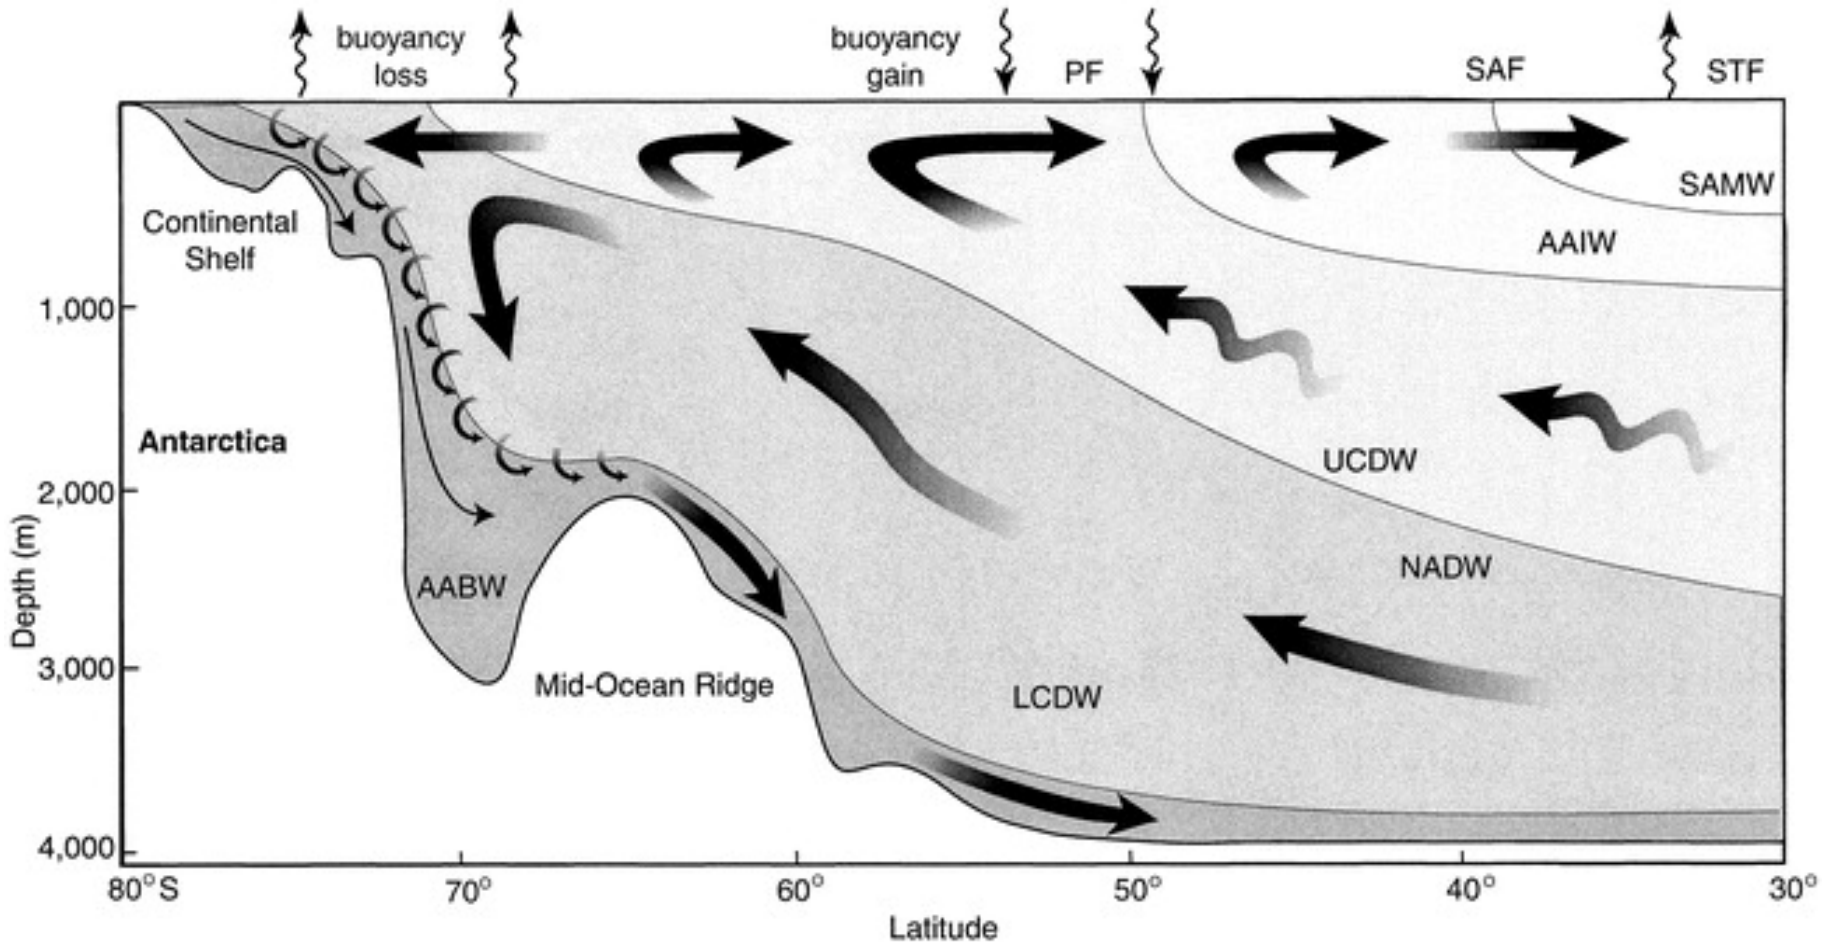 buoyancy
loss
buoyancy
gain
PF
SAF
STF
SAMW
Continental
Shelf
AAIW
1,000
Antarctica
UCDW
2,000
NADW
Depth (m)
AABW
3,000
Mid-Ocean Ridge
LCDW
4,000
80°S
70°
60°
50°
40°
30°
Latitude